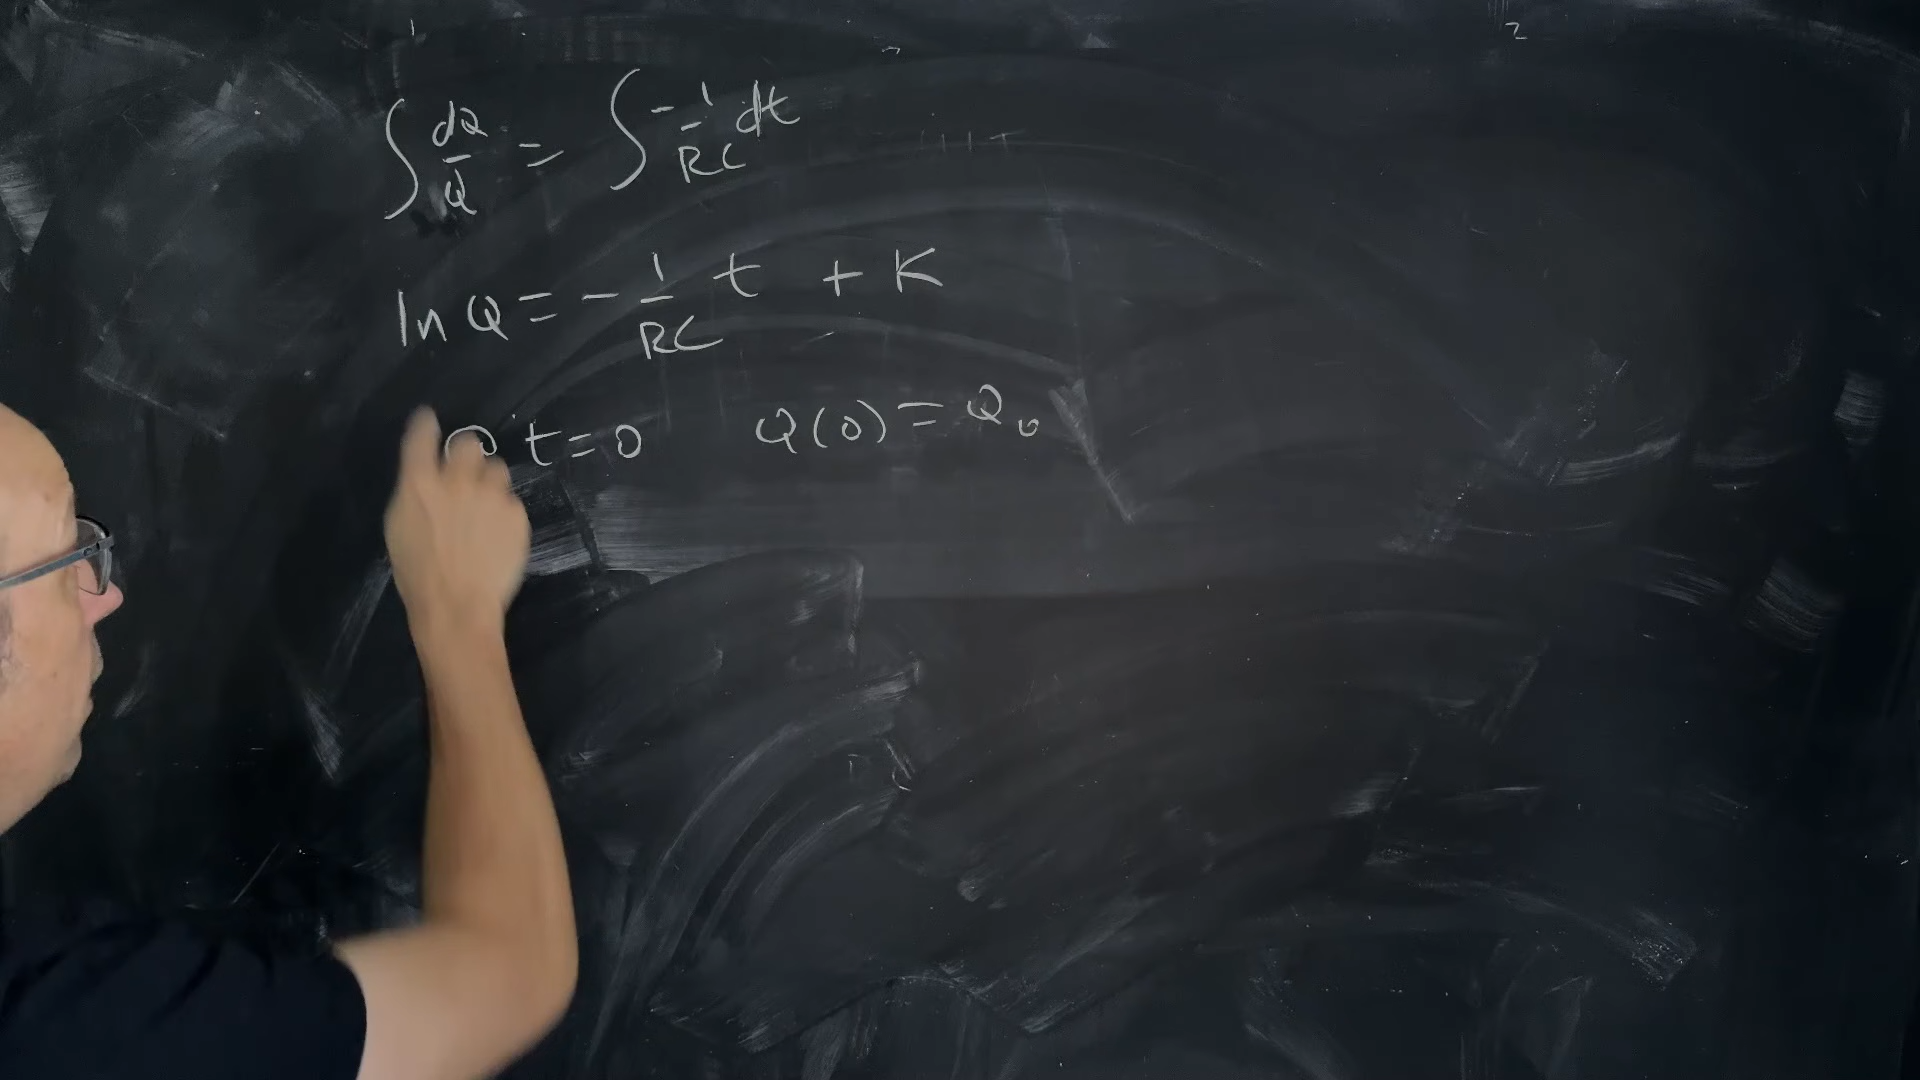 ∫ dQ/Q = ∫ -1/RC dt
ln Q = - 1/RC t + K
@ t=0 Q(0) = Q₀